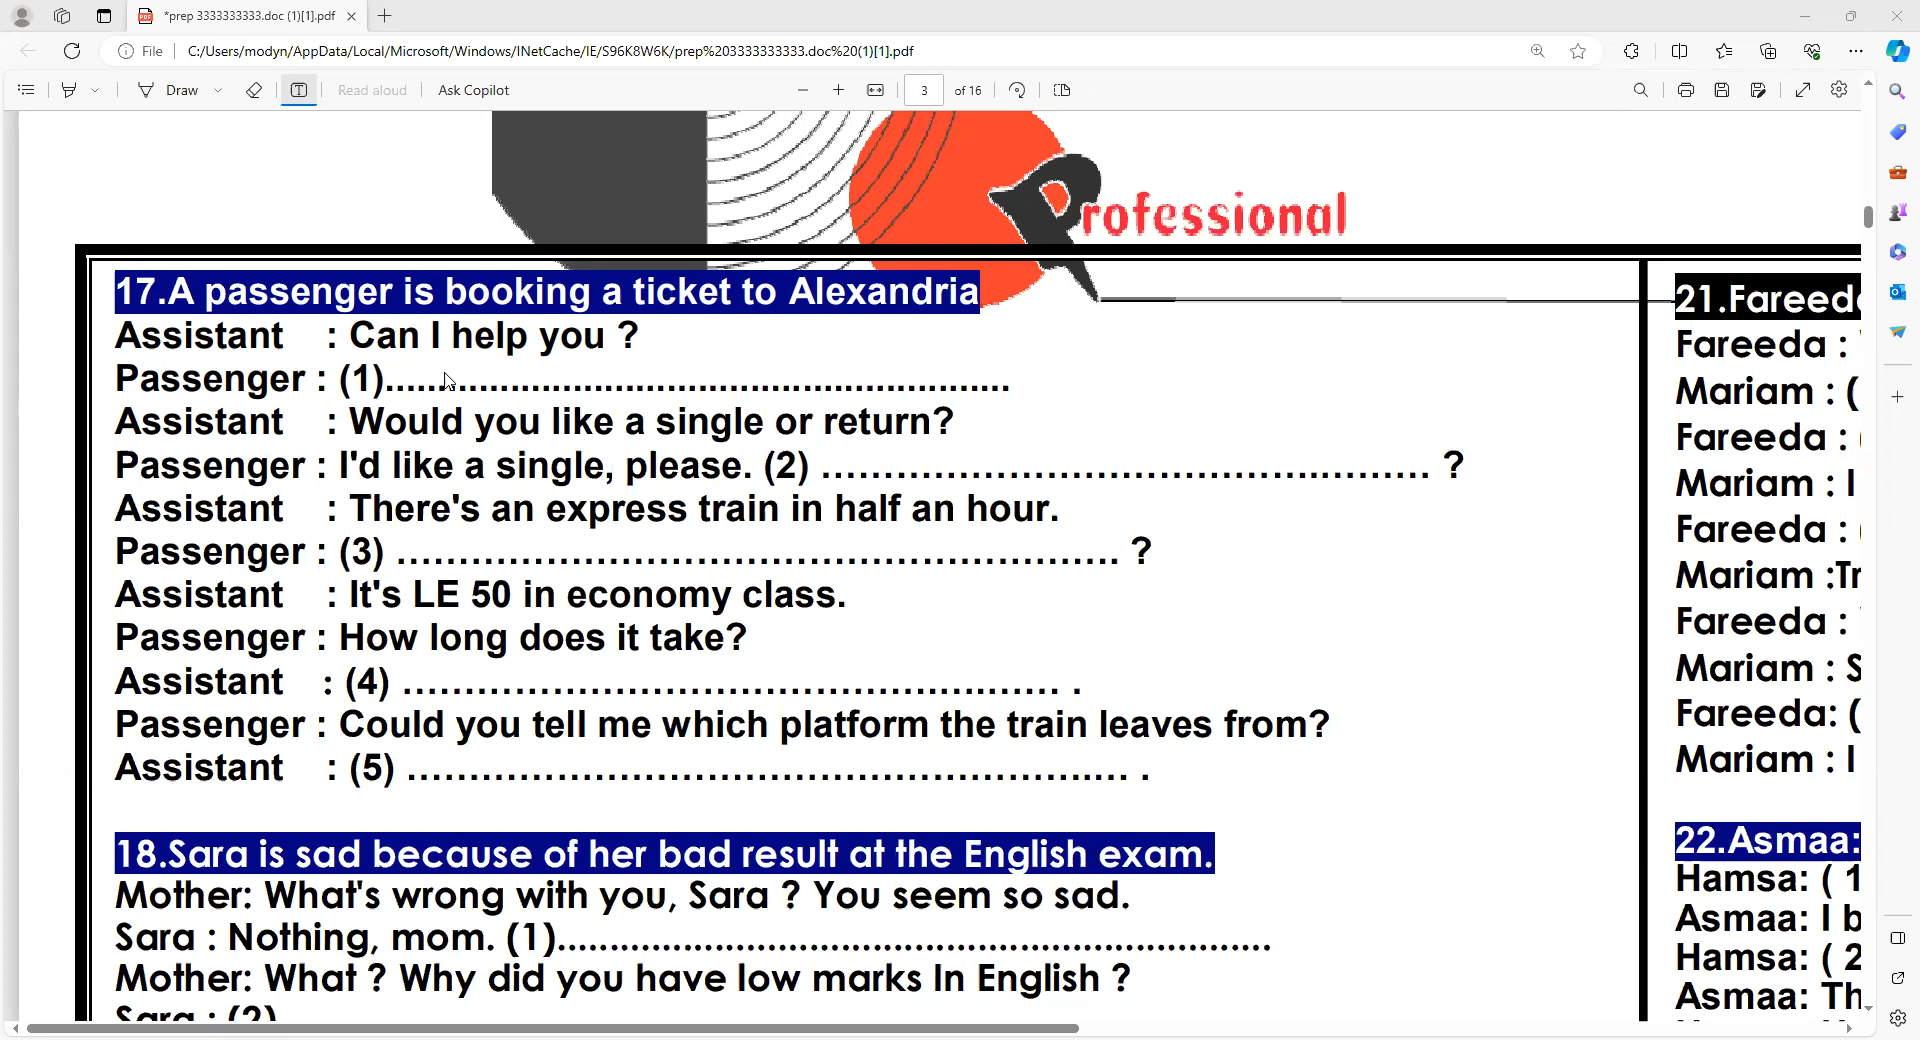 *prep 3333333333.doc (1)[1].pdf
File
C:/Users/modyn/AppData/Local/Microsoft/Windows/INetCache/IE/S96K8W6K/prep%203333333333.doc%20(1)[1].pdf
Draw
Read aloud
Ask Copilot
3 of 16
Professional
17.A passenger is booking a ticket to Alexandria
Assistant : Can I help you ?
Passenger : (1)............................................................
Assistant : Would you like a single or return?
Passenger : I'd like a single, please. (2) ................................................ ?
Assistant : There's an express train in half an hour.
Passenger : (3) ......................................................... ?
Assistant : It's LE 50 in economy class.
Passenger : How long does it take?
Assistant : (4) ..................................................... .
Passenger : Could you tell me which platform the train leaves from?
Assistant : (5) ......................................................... .
18.Sara is sad because of her bad result at the English exam.
Mother: What's wrong with you, Sara ? You seem so sad.
Sara : Nothing, mom. (1)....................................................................
Mother: What ? Why did you have low marks In English ?
Sara : (2)
21.Fareeda
Fareeda :
Mariam : (
Fareeda :
Mariam : I
Fareeda :
Mariam :Tr
Fareeda :
Mariam : S
Fareeda: (
Mariam : I
22.Asmaa:
Hamsa: ( 1
Asmaa: I b
Hamsa: ( 2
Asmaa: Th